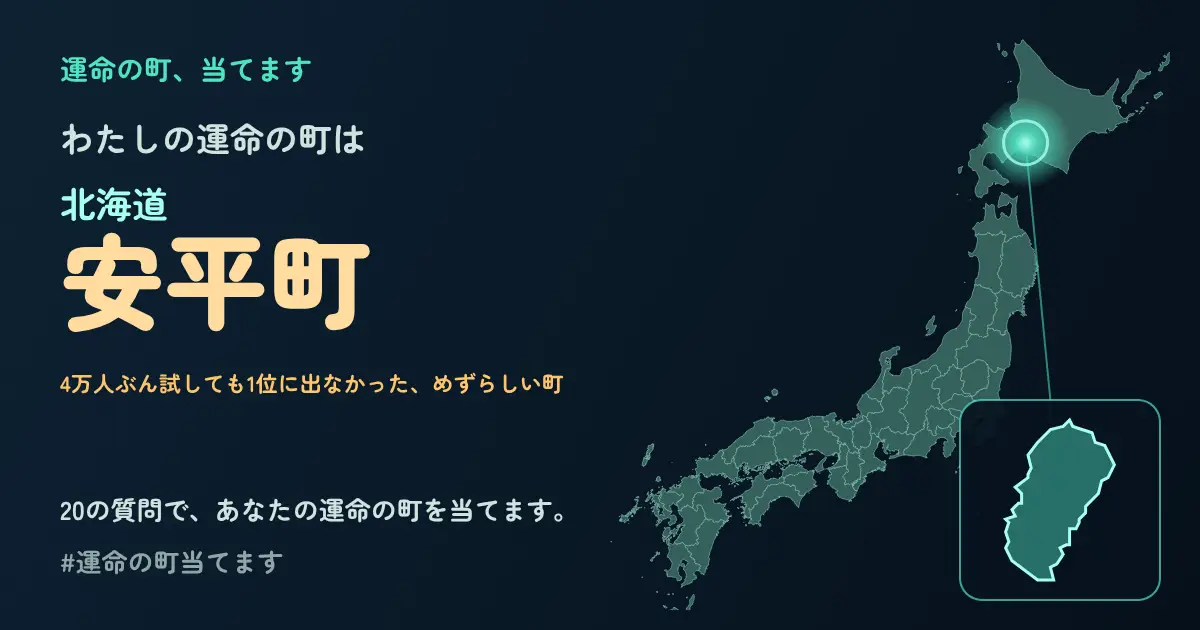 運命の町、当てます
わたしの運命の町は
北海道
安平町
4万人ぶん試しても1位に出なかった、めずらしい町
20の質問で、あなたの運命の町を当てます。
#運命の町当てます